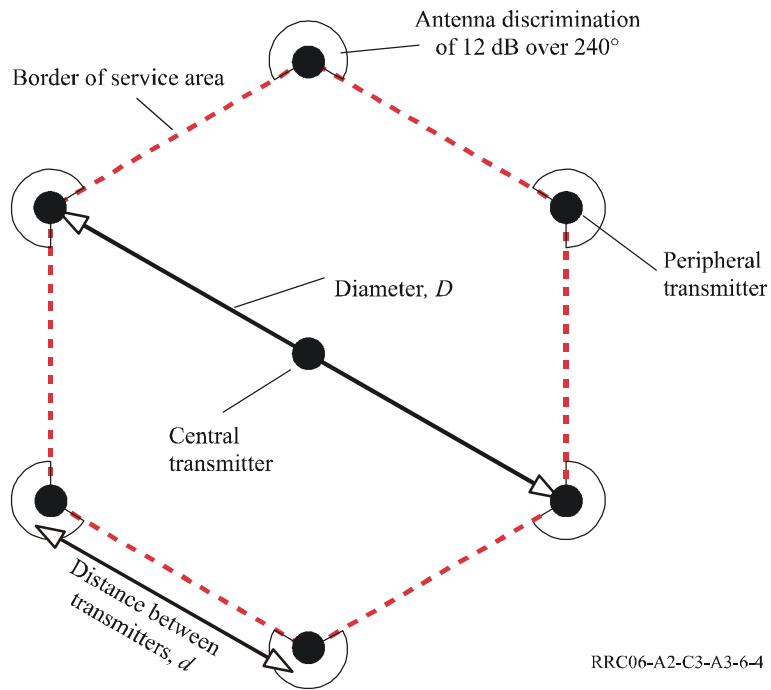 Antenna discrimination
of 12 dB over 240°
Border of service area
Peripheral
transmitter
Diameter, D
Central
transmitter
Distance between
transmitters, d
RRC06-A2-C3-A3-6-4